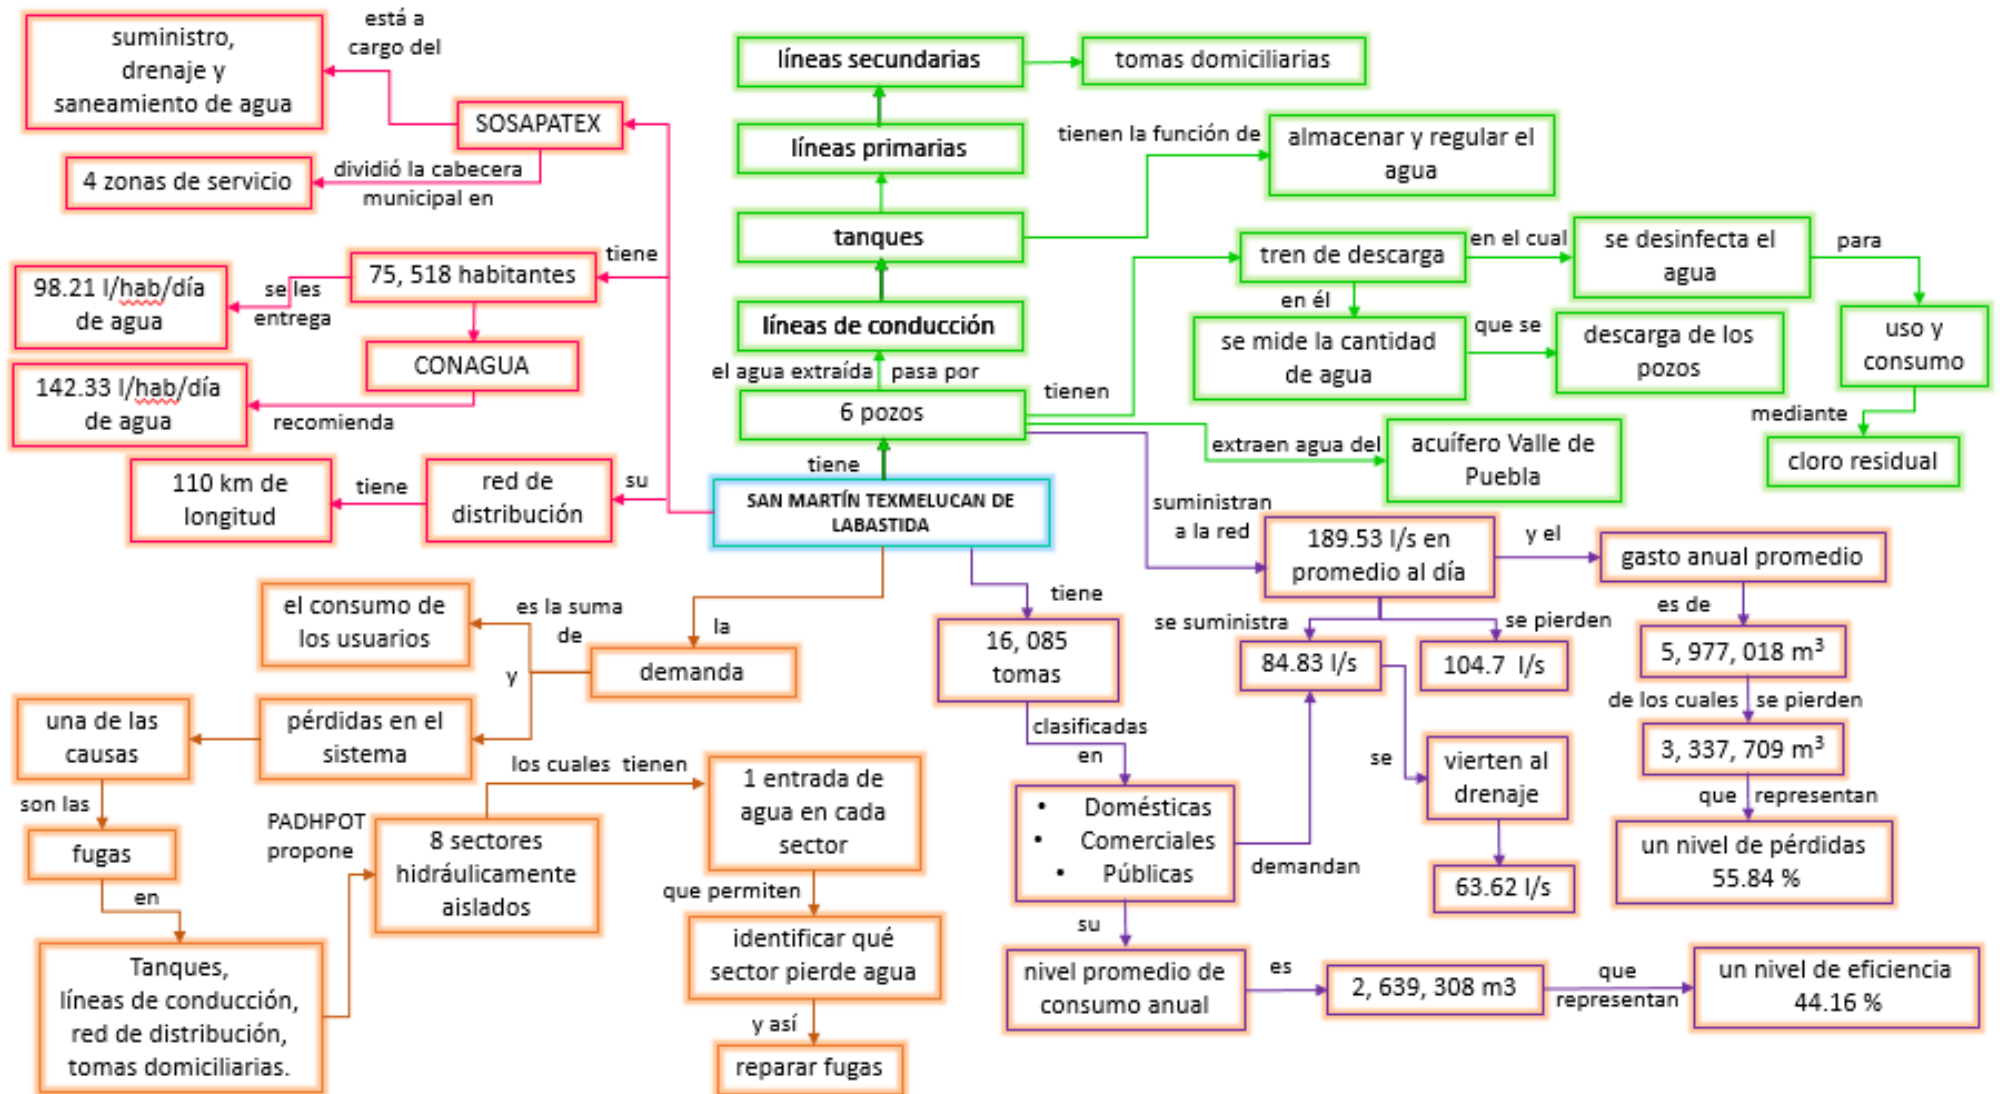 está a
cargo del
suministro,
drenaje y
saneamiento de agua
SOSAPATEX
dividió la cabecera
municipal en
4 zonas de servicio
tiene
75, 518 habitantes
se les
entrega
98.21 l/hab/día
de agua
CONAGUA
recomienda
142.33 l/hab/día
de agua
su
red de
distribución
tiene
110 km de
longitud
líneas secundarias
tomas domiciliarias
líneas primarias
tienen la función de
almacenar y regular el
agua
tanques
líneas de conducción
el agua extraída pasa por
6 pozos
tiene
SAN MARTÍN TEXMELUCAN DE
LABASTIDA
tienen
tren de descarga
en el cual
se desinfecta el
agua
para
uso y
consumo
mediante
cloro residual
en él
se mide la cantidad
de agua
que se
descarga de los
pozos
extraen agua del
acuífero Valle de
Puebla
suministran
a la red
189.53 l/s en
promedio al día
y el
gasto anual promedio
es de
5, 977, 018 m³
de los cuales se pierden
3, 337, 709 m³
que representan
un nivel de pérdidas
55.84 %
se suministra
84.83 l/s
se pierden
104.7 l/s
se
vierten al
drenaje
63.62 l/s
tiene
16, 085
tomas
clasificadas
en
• Domésticas
• Comerciales
• Públicas
demandan
su
nivel promedio de
consumo anual
es
2, 639, 308 m3
que
representan
un nivel de eficiencia
44.16 %
la
demanda
es la suma
de
el consumo de
los usuarios
y
pérdidas en el
sistema
una de las
causas
son las
fugas
en
Tanques,
líneas de conducción,
red de distribución,
tomas domiciliarias.
PADHPOT
propone
8 sectores
hidráulicamente
aislados
los cuales tienen
1 entrada de
agua en cada
sector
que permiten
identificar qué
sector pierde agua
y así
reparar fugas